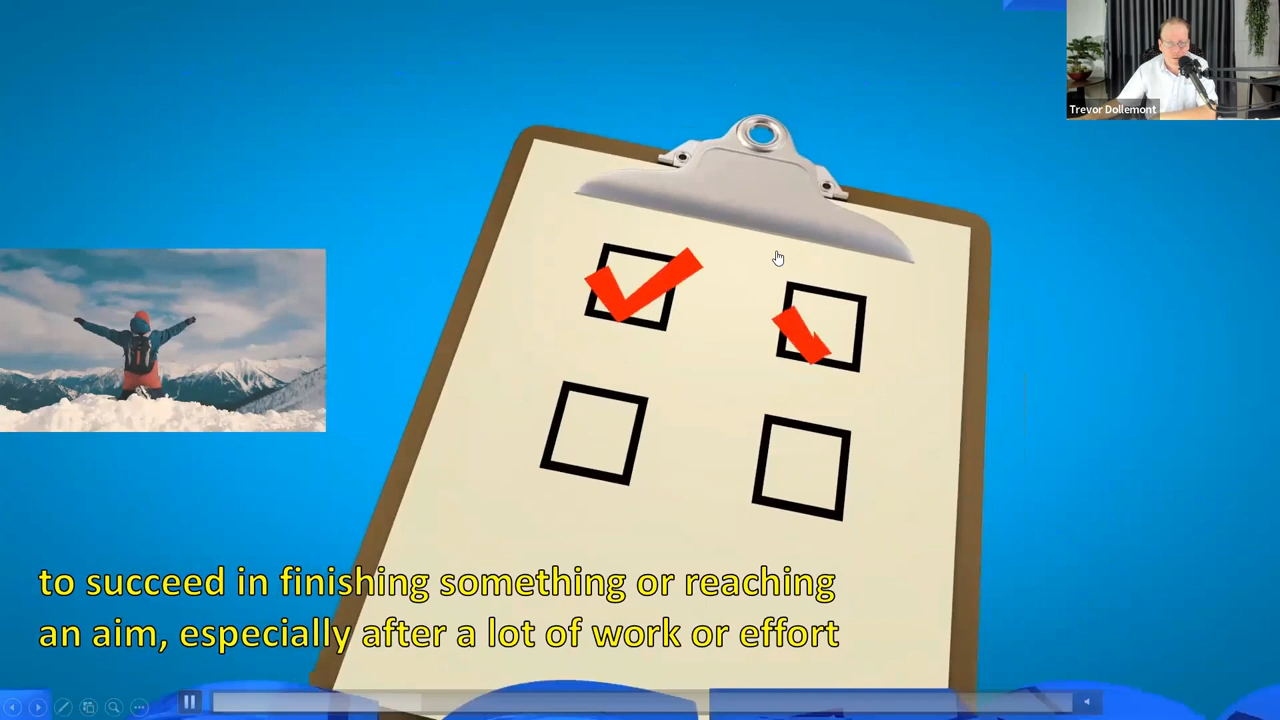 Trevor Dollemont
to succeed in finishing something or reaching
an aim, especially after a lot of work or effort